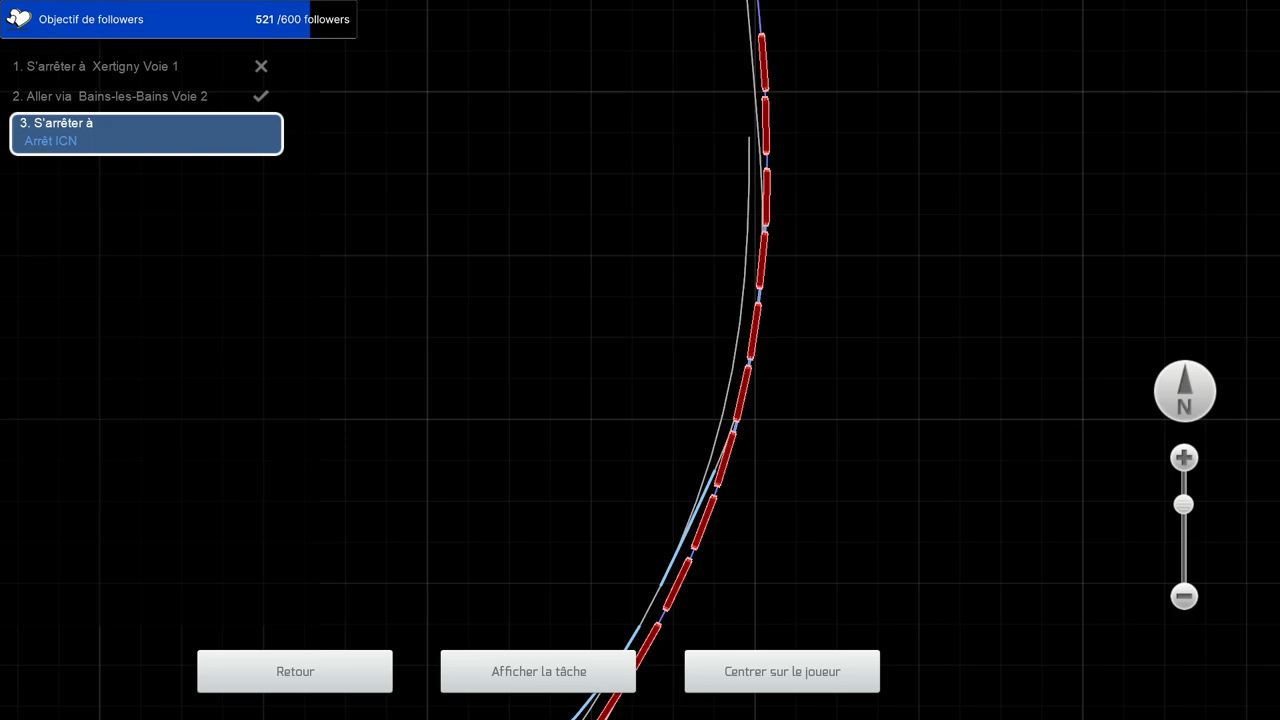 Objectif de followers 521 /600 followers
1. S'arrêter à Xertigny Voie 1
2. Aller via Bains-les-Bains Voie 2
3. S'arrêter à
Arrêt ICN
N
Retour Afficher la tâche Centrer sur le joueur